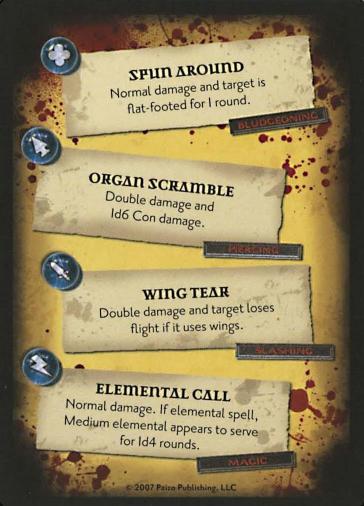 SPUN AROUND
Normal damage and target is
flat-footed for 1 round.
BLUDGEONING
ORGAN SCRAMBLE
Double damage and
1d6 Con damage.
PIERCING
WING TEAR
Double damage and target loses
flight if it uses wings.
SLASHING
ELEMENTAL CALL
Normal damage. If elemental spell,
Medium elemental appears to serve
for 1d4 rounds.
MAGIC
© 2007 Paizo Publishing, LLC